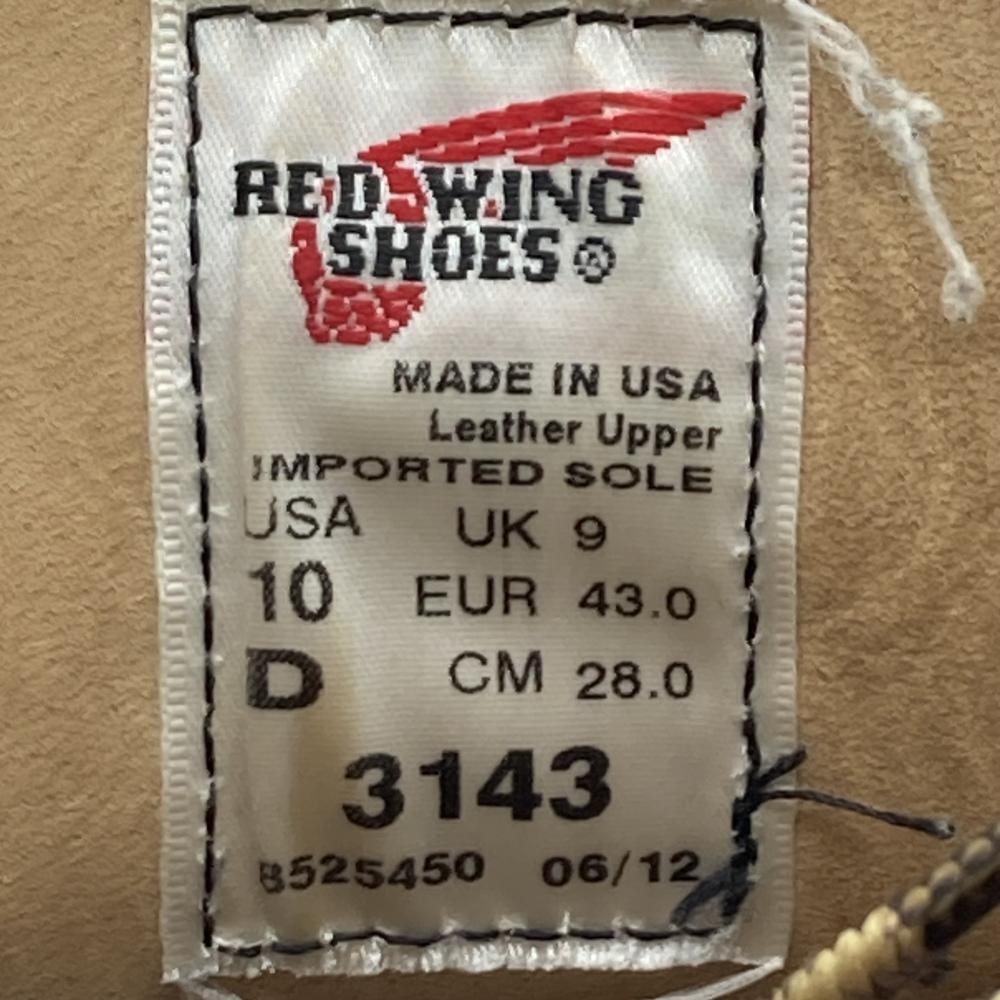 RED WING
SHOES®
MADE IN USA
Leather Upper
IMPORTED SOLE
USA UK 9
10 EUR 43.0
D CM 28.0
3143
8525450 06/12